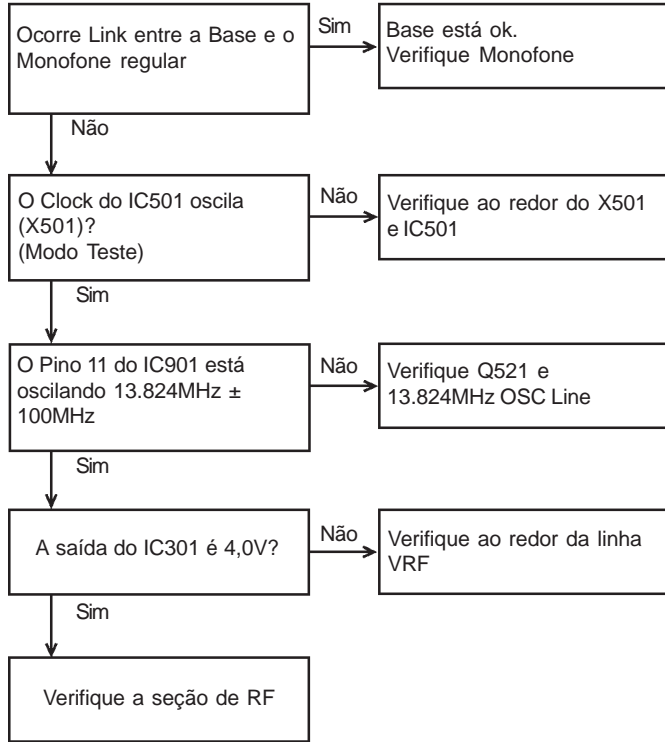 Ocorre Link entre a Base e o
Monofone regular
Sim
Base está ok.
Verifique Monofone
Não
O Clock do IC501 oscila
(X501)?
(Modo Teste)
Não
Verifique ao redor do X501
e IC501
Sim
O Pino 11 do IC901 está
oscilando 13.824MHz ±
100MHz
Não
Verifique Q521 e
13.824MHz OSC Line
Sim
A saída do IC301 é 4,0V?
Não
Verifique ao redor da linha
VRF
Sim
Verifique a seção de RF